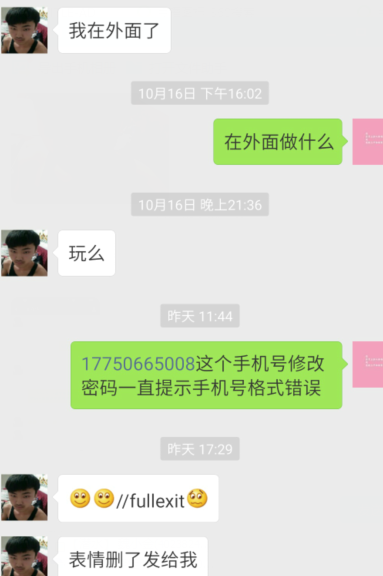 我在外面了
10月16日 下午16:02
在外面做什么
10月16日 晚上21:36
玩么
昨天 11:44
17750665008这个手机号修改
密码一直提示手机号格式错误
昨天 17:29
//fullexit
表情删了发给我